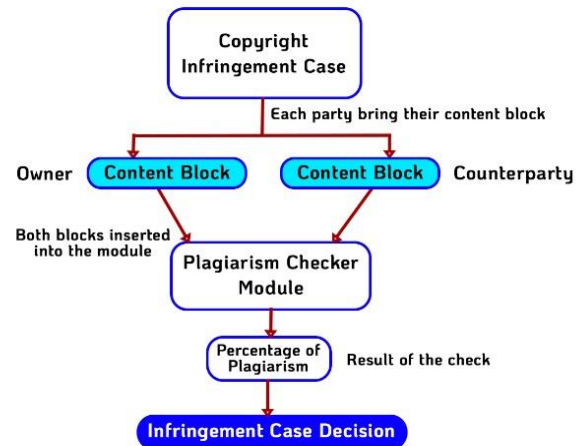 Copyright
Infringement Case
Each party bring their content block
Owner
Content Block
Content Block
Counterparty
Both blocks inserted
into the module
Plagiarism Checker
Module
Percentage of
Plagiarism
Result of the check
Infringement Case Decision